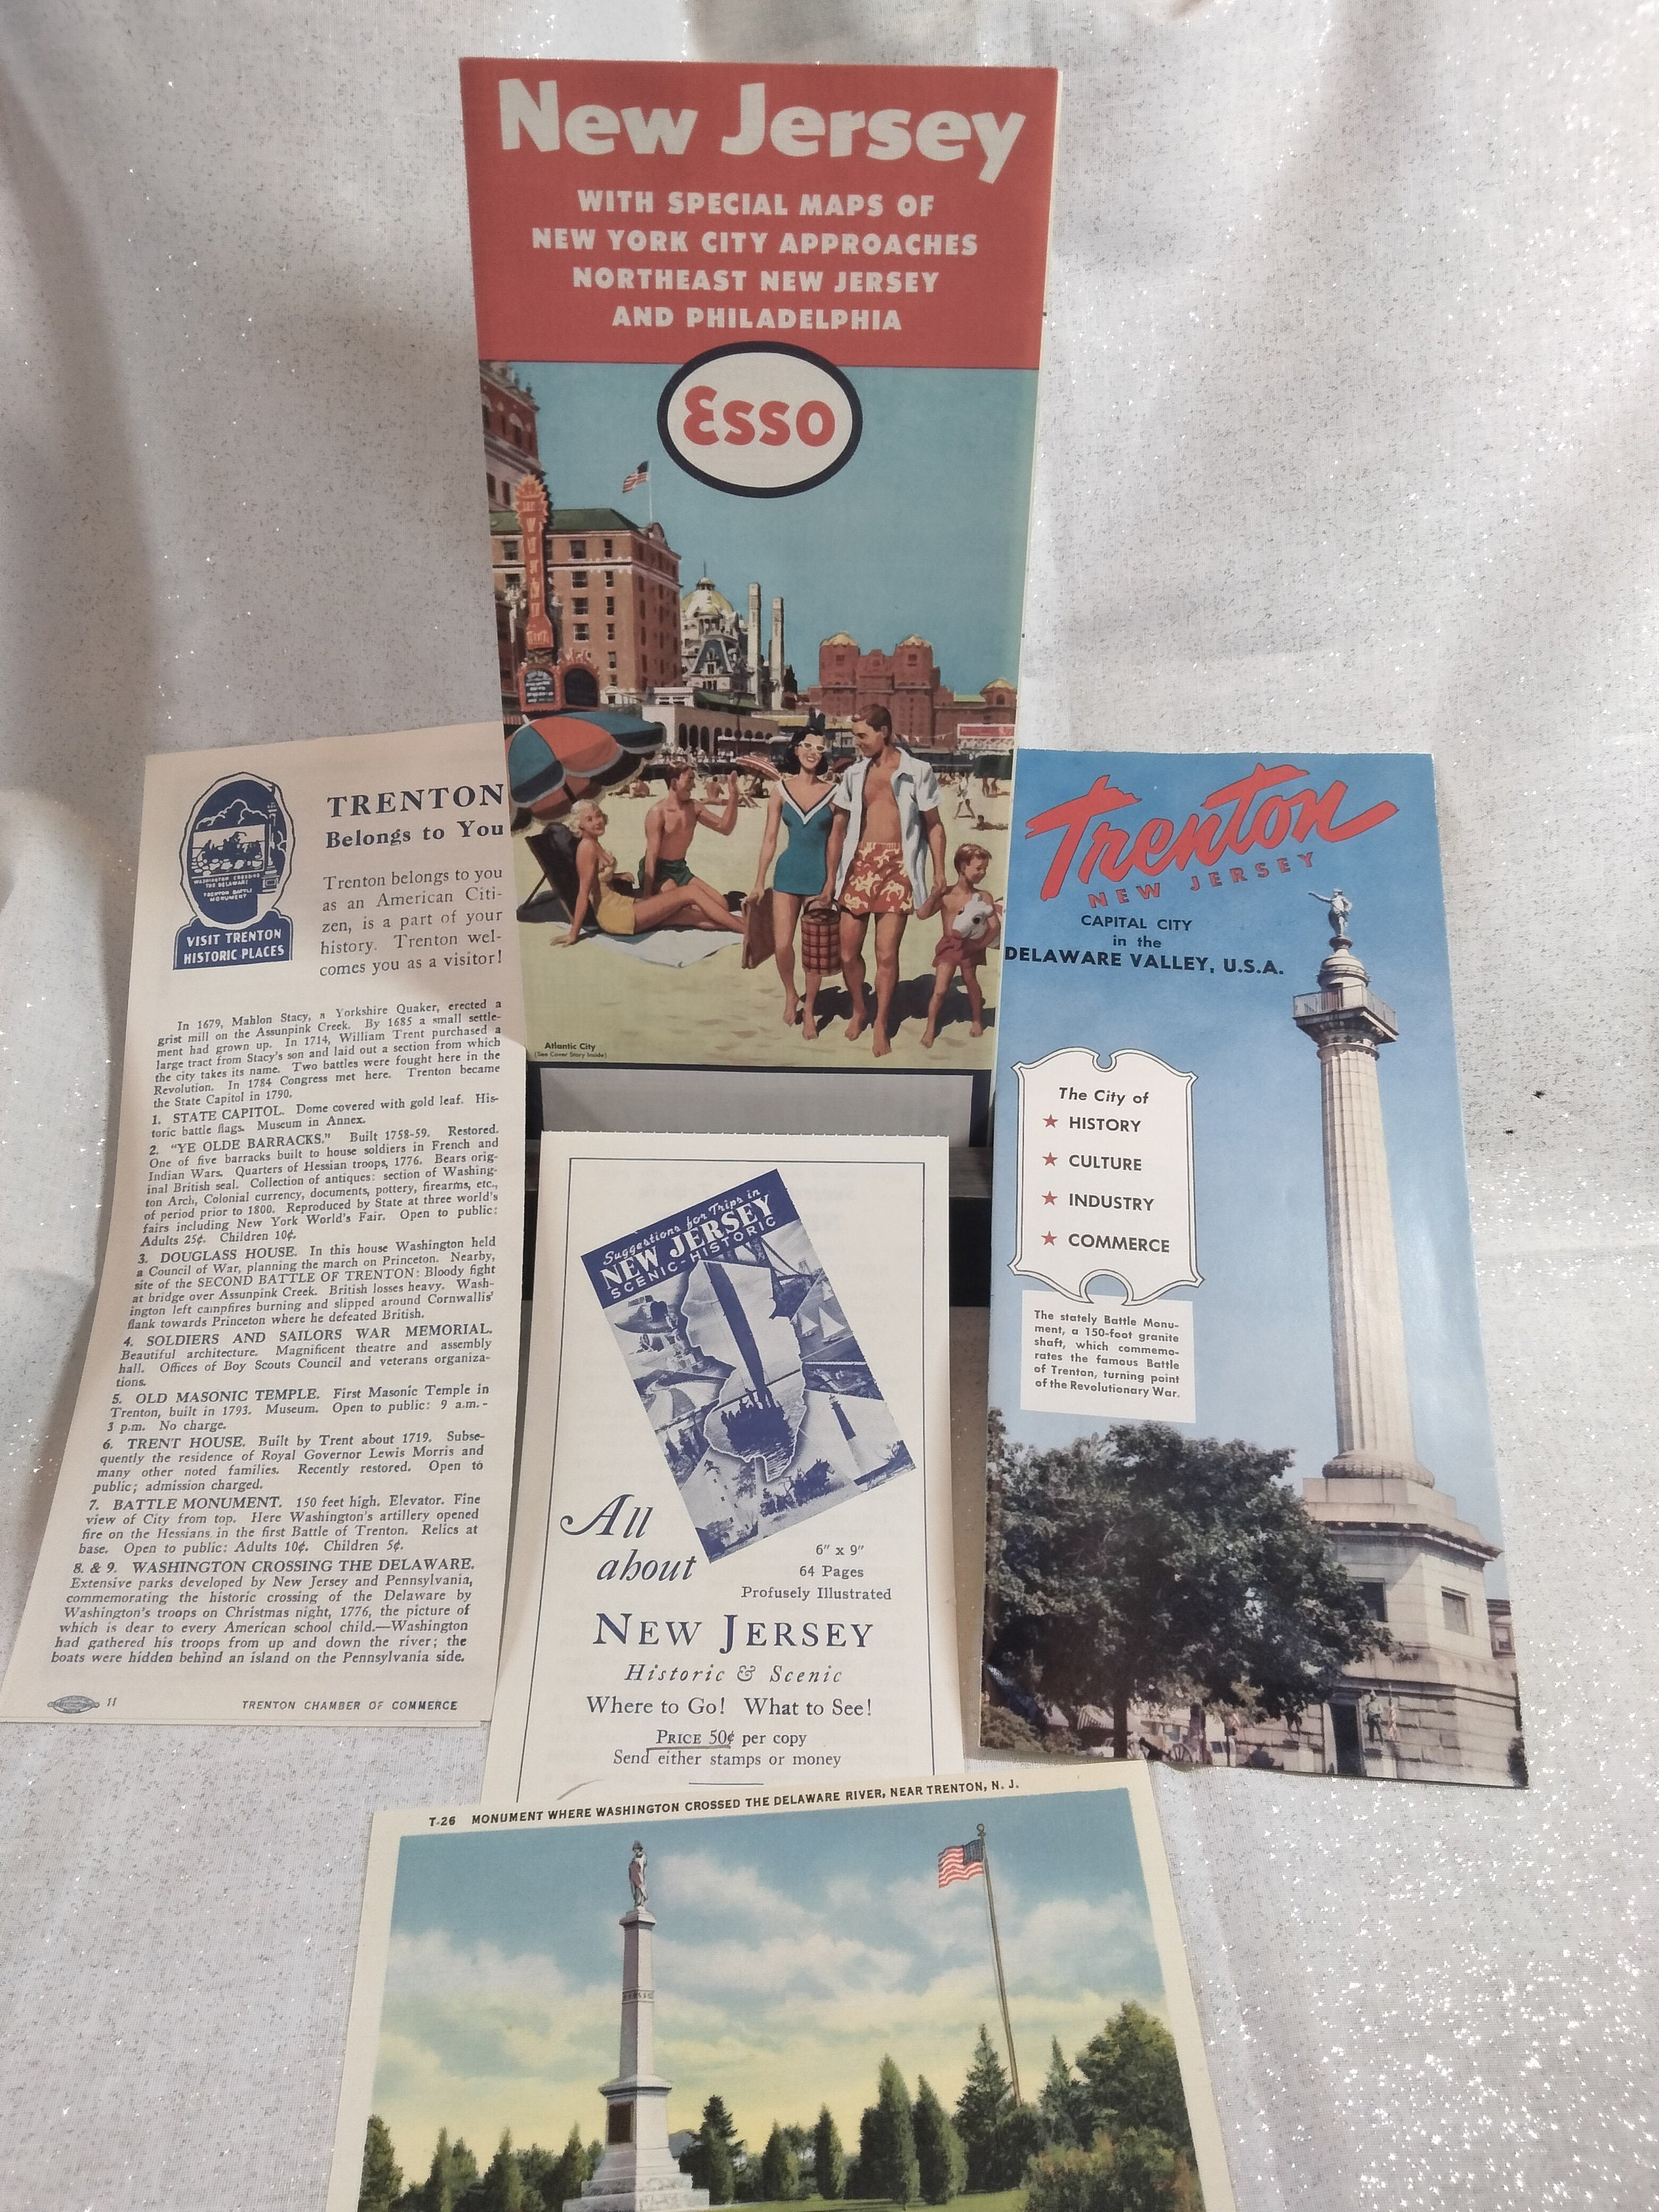 New Jersey
WITH SPECIAL MAPS OF
NEW YORK CITY APPROACHES
NORTHEAST NEW JERSEY
AND PHILADELPHIA
Esso
Atlantic City
(See Cover Story Inside)
WASHINGTON CROSSING
THE DELAWARE
TRENTON BATTLE
MONUMENT
VISIT TRENTON
HISTORIC PLACES
TRENTON
Belongs to You
Trenton belongs to you
as an American Citi-
zen, is a part of your
history. Trenton wel-
comes you as a visitor!
In 1679, Mahlon Stacy, a Yorkshire Quaker, erected a
grist mill on the Assunpink Creek. By 1685 a small settle-
ment had grown up. In 1714, William Trent purchased a
large tract from Stacy's son and laid out a section from which
the city takes its name. Two battles were fought here in the
Revolution. In 1784 Congress met here. Trenton became
the State Capitol in 1790.
1. STATE CAPITOL. Dome covered with gold leaf. His-
toric battle flags. Museum in Annex.
2. "YE OLDE BARRACKS." Built 1758-59. Restored.
One of five barracks built to house soldiers in French and
Indian Wars. Quarters of Hessian troops, 1776. Bears orig-
inal British seal. Collection of antiques: section of Washing-
ton Arch, Colonial currency, documents, pottery, firearms, etc.,
of period prior to 1800. Reproduced by State at three world's
fairs including New York World's Fair. Open to public:
Adults 25¢. Children 10¢.
3. DOUGLASS HOUSE. In this house Washington held
a Council of War, planning the march on Princeton. Nearby,
site of the SECOND BATTLE OF TRENTON: Bloody fight
at bridge over Assunpink Creek. British losses heavy. Wash-
ington left campfires burning and slipped around Cornwallis'
flank towards Princeton where he defeated British.
4. SOLDIERS AND SAILORS WAR MEMORIAL.
Beautiful architecture. Magnificent theatre and assembly
hall. Offices of Boy Scouts Council and veterans organiza-
tions.
5. OLD MASONIC TEMPLE. First Masonic Temple in
Trenton, built in 1793. Museum. Open to public: 9 a.m.-
3 p.m. No charge.
6. TRENT HOUSE. Built by Trent about 1719. Subse-
quently the residence of Royal Governor Lewis Morris and
many other noted families. Recently restored. Open to
public; admission charged.
7. BATTLE MONUMENT. 150 feet high. Elevator. Fine
view of City from top. Here Washington's artillery opened
fire on the Hessians in the first Battle of Trenton. Relics at
base. Open to public: Adults 10¢. Children 5¢.
8. & 9. WASHINGTON CROSSING THE DELAWARE.
Extensive parks developed by New Jersey and Pennsylvania,
commemorating the historic crossing of the Delaware by
Washington's troops on Christmas night, 1776, the picture of
which is dear to every American school child.—Washington
had gathered his troops from up and down the river; the
boats were hidden behind an island on the Pennsylvania side.
11 TRENTON CHAMBER OF COMMERCE
Suggestions for Trips in
NEW JERSEY
SCENIC-HISTORIC
All
about
6" x 9"
64 Pages
Profusely Illustrated
NEW JERSEY
Historic & Scenic
Where to Go! What to See!
PRICE 50¢ per copy
Send either stamps or money
Trenton
NEW JERSEY
CAPITAL CITY
in the
DELAWARE VALLEY, U.S.A.
The City of
★ HISTORY
★ CULTURE
★ INDUSTRY
★ COMMERCE
The stately Battle Monu-
ment, a 150-foot granite
shaft, which commemo-
rates the famous Battle
of Trenton, turning point
of the Revolutionary War.
T-26 MONUMENT WHERE WASHINGTON CROSSED THE DELAWARE RIVER, NEAR TRENTON, N. J.